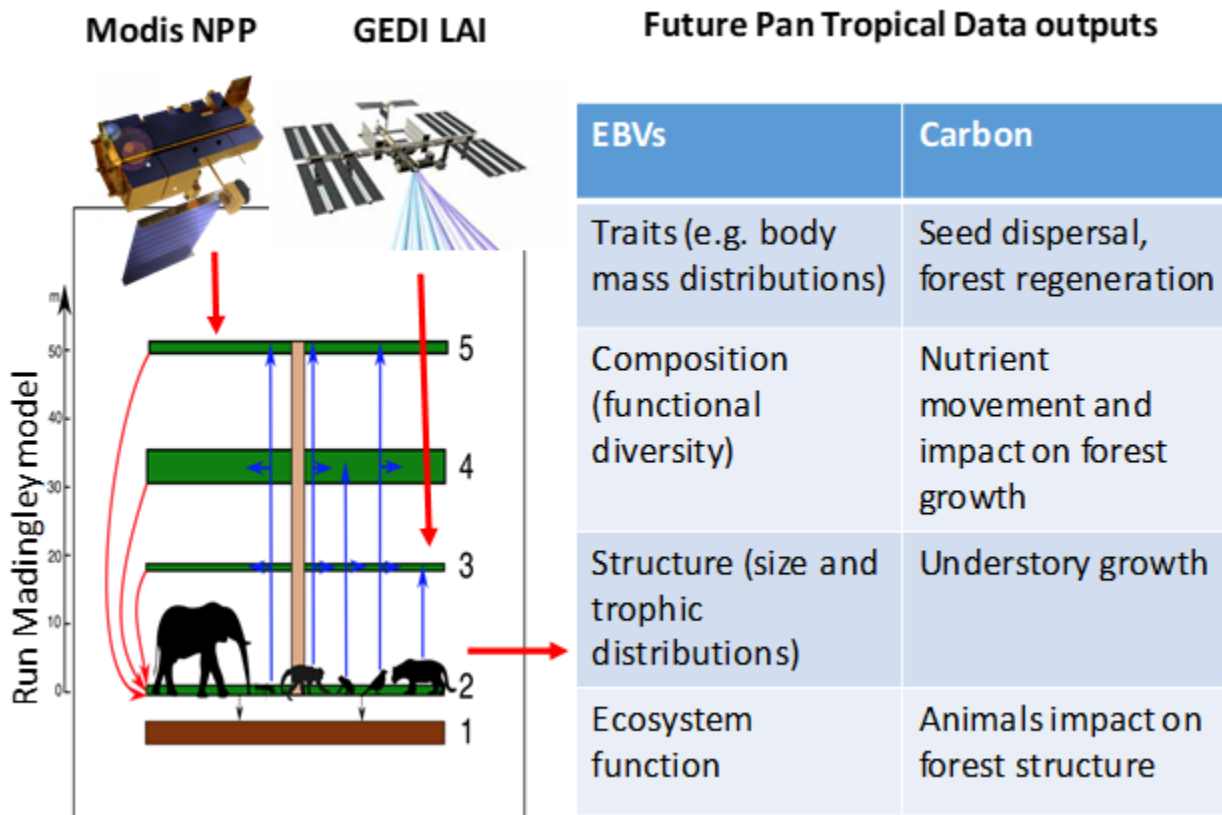 Modis NPP
GEDI LAI
Future Pan Tropical Data outputs
Run Madingley model
m
50
40
30
20
10
0
5
4
3
2
1
EBVs
Carbon
Traits (e.g. body
mass distributions)
Seed dispersal,
forest regeneration
Composition
(functional
diversity)
Nutrient
movement and
impact on forest
growth
Structure (size and
trophic
distributions)
Understory growth
Ecosystem
function
Animals impact on
forest structure